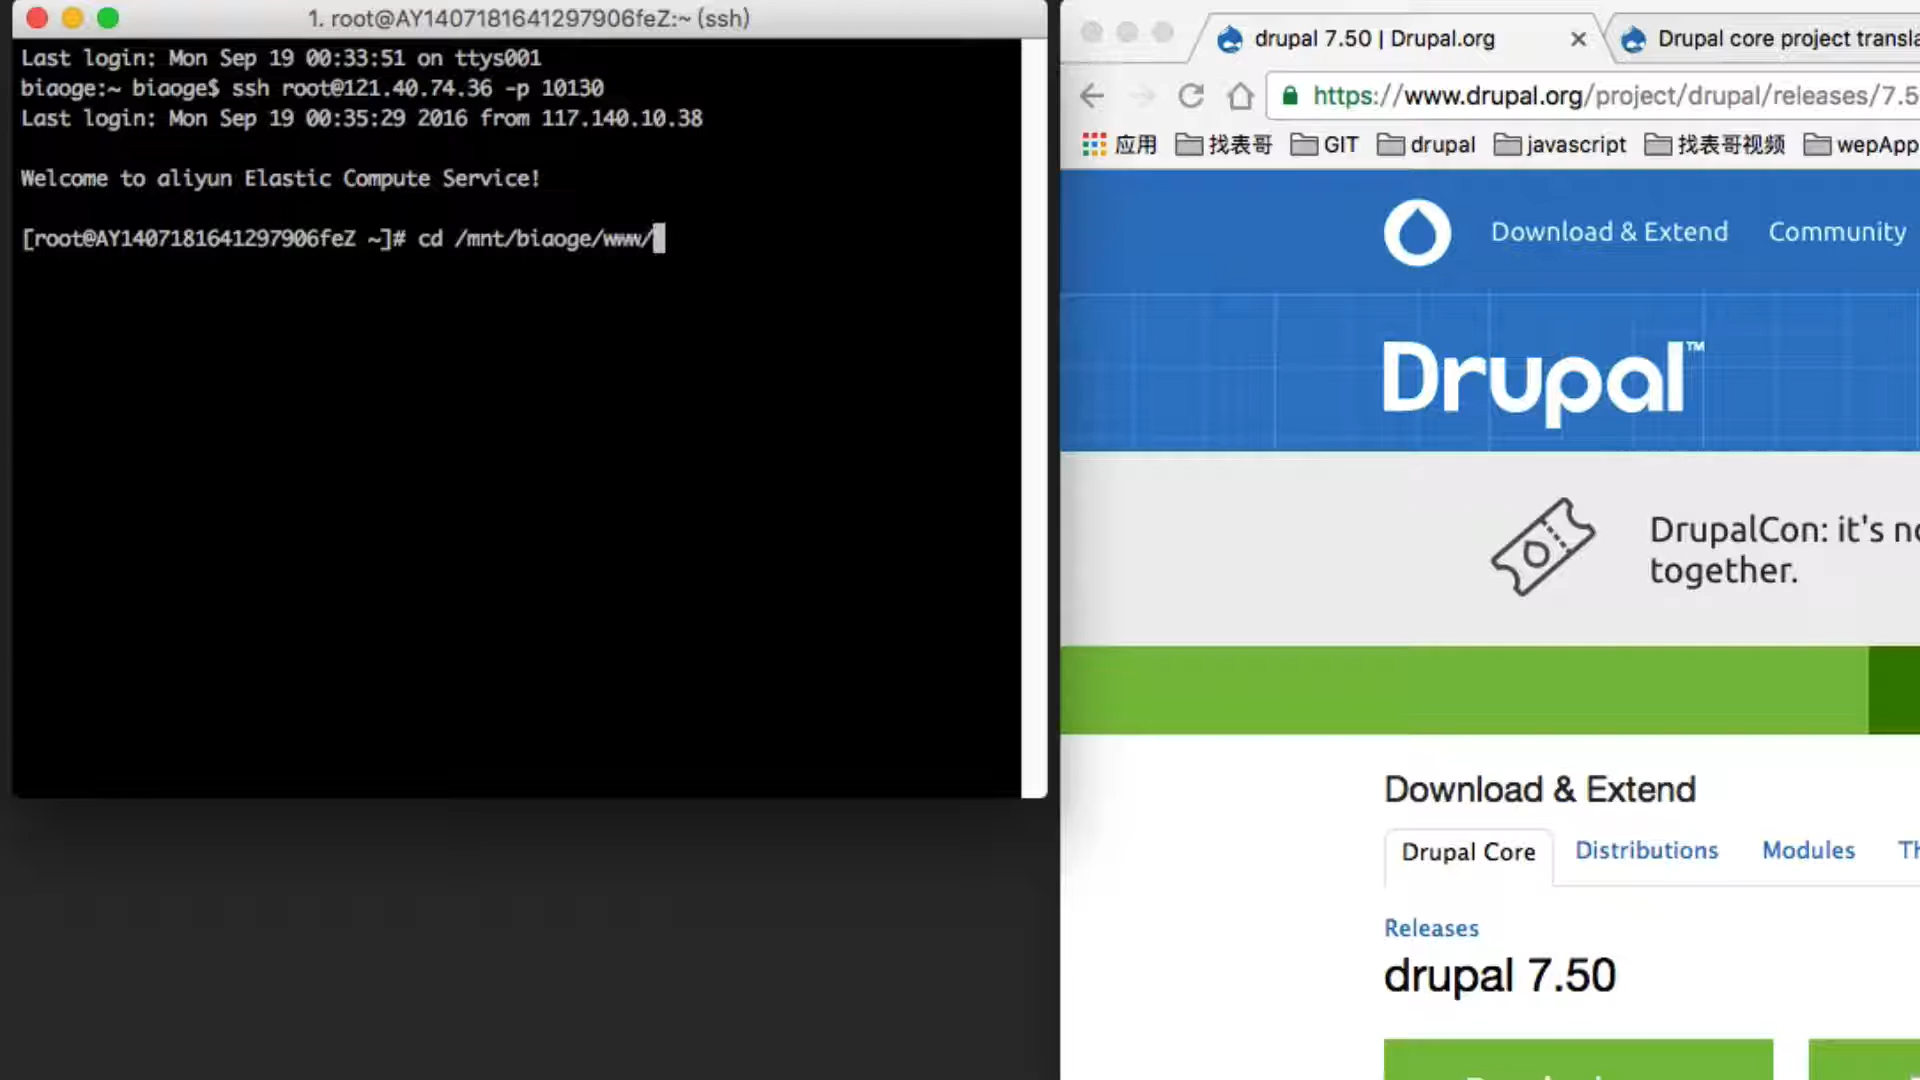 1. root@AY1407181641297906feZ:~ (ssh)
Last login: Mon Sep 19 00:33:51 on ttys001
biaoge:~ biaoge$ ssh root@121.40.74.36 -p 10130
Last login: Mon Sep 19 00:35:29 2016 from 117.140.10.38
Welcome to aliyun Elastic Compute Service!
[root@AY1407181641297906feZ ~]# cd /mnt/biaoge/www/
drupal 7.50 | Drupal.org
Drupal core project transla
https://www.drupal.org/project/drupal/releases/7.5
应用 找表哥 GIT drupal javascript 找表哥视频 wepApp
Download & Extend Community
Drupal™
DrupalCon: it's no
together.
Download & Extend
Drupal Core Distributions Modules Th
Releases
drupal 7.50